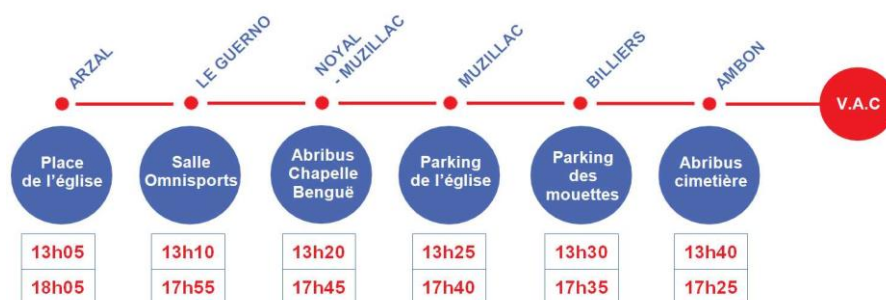 ARZAL
LE GUERNO
NOYAL
- MUZILLAC
MUZILLAC
BILLIERS
AMBON
V.A.C
Place
de l'église
Salle
Omnisports
Abribus
Chapelle
Benguë
Parking
de l'église
Parking
des
mouettes
Abribus
cimetière
13h05 13h10 13h20 13h25 13h30 13h40
18h05 17h55 17h45 17h40 17h35 17h25